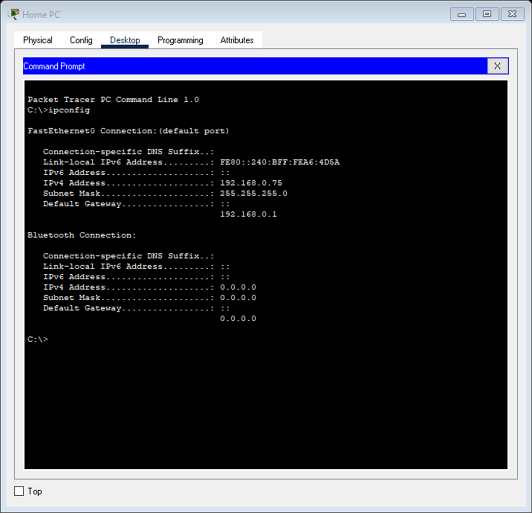 Home PC
Physical Config Desktop Programming Attributes
Command Prompt
X
Packet Tracer PC Command Line 1.0
C:\>ipconfig
FastEthernet0 Connection:(default port)
Connection-specific DNS Suffix..:
Link-local IPv6 Address.........: FE80::240:BFF:FEA6:4D5A
IPv6 Address....................: ::
IPv4 Address....................: 192.168.0.75
Subnet Mask.....................: 255.255.255.0
Default Gateway.................: ::
192.168.0.1
Bluetooth Connection:
Connection-specific DNS Suffix..:
Link-local IPv6 Address.........: ::
IPv6 Address....................: ::
IPv4 Address....................: 0.0.0.0
Subnet Mask.....................: 0.0.0.0
Default Gateway.................: ::
0.0.0.0
C:\>
Top